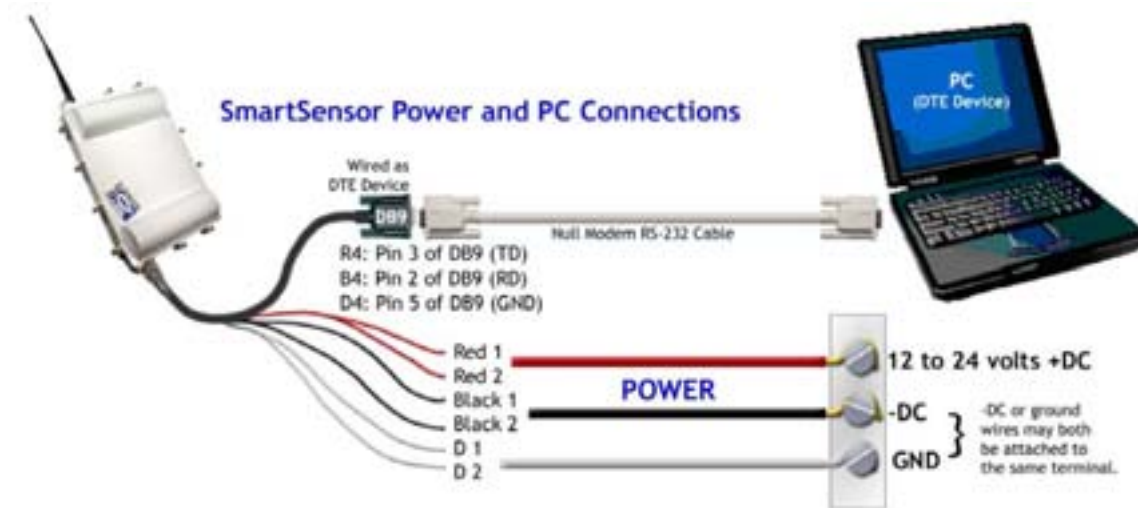 SmartSensor Power and PC Connections
PC
(DTE Device)
Wired as
DTE Device
DB9
Null Modem RS-232 Cable
R4: Pin 3 of DB9 (TD)
B4: Pin 2 of DB9 (RD)
D4: Pin 5 of DB9 (GND)
Red 1
Red 2
Black 1
Black 2
D 1
D 2
POWER
12 to 24 volts +DC
-DC
GND
-DC or ground
wires may both
be attached to
the same terminal.